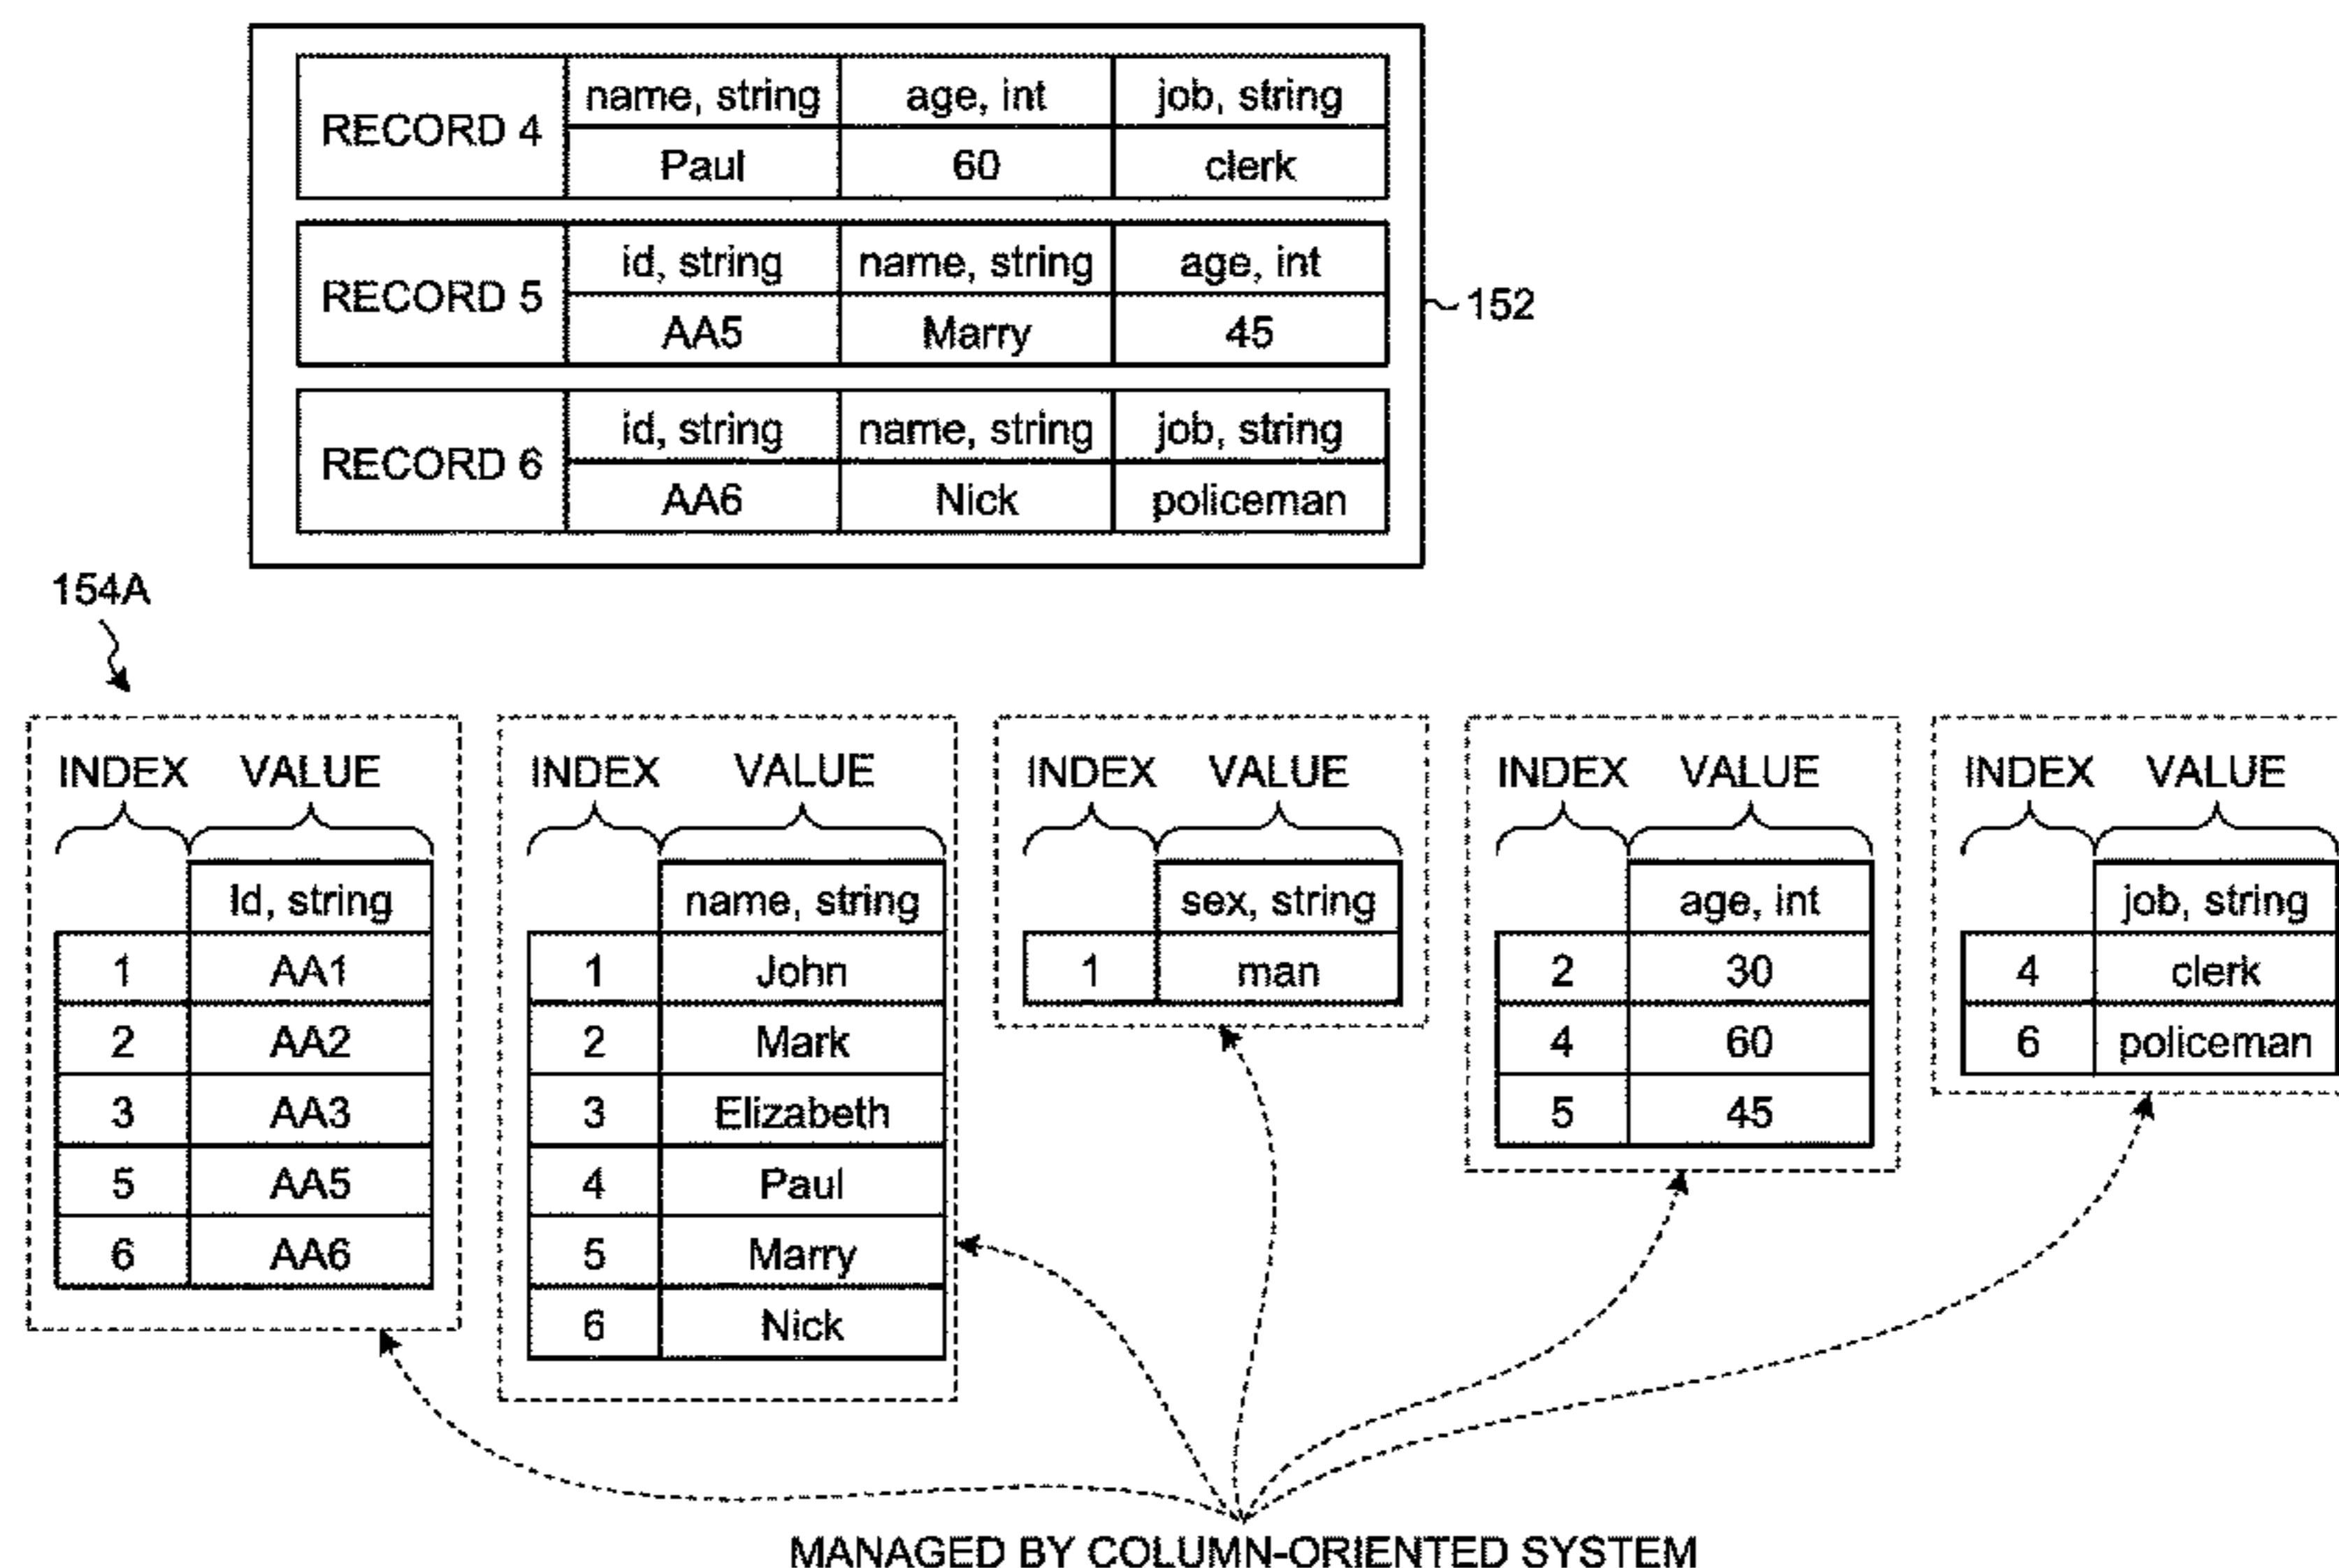 RECORD 4 name, string age, int job, string
Paul 60 clerk
RECORD 5 id, string name, string age, int
AA5 Marry 45
RECORD 6 id, string name, string job, string
AA6 Nick policeman
152
154A
INDEX VALUE
Id, string
1 AA1
2 AA2
3 AA3
5 AA5
6 AA6
INDEX VALUE
name, string
1 John
2 Mark
3 Elizabeth
4 Paul
5 Marry
6 Nick
INDEX VALUE
sex, string
1 man
INDEX VALUE
age, int
2 30
4 60
5 45
INDEX VALUE
job, string
4 clerk
6 policeman
MANAGED BY COLUMN-ORIENTED SYSTEM